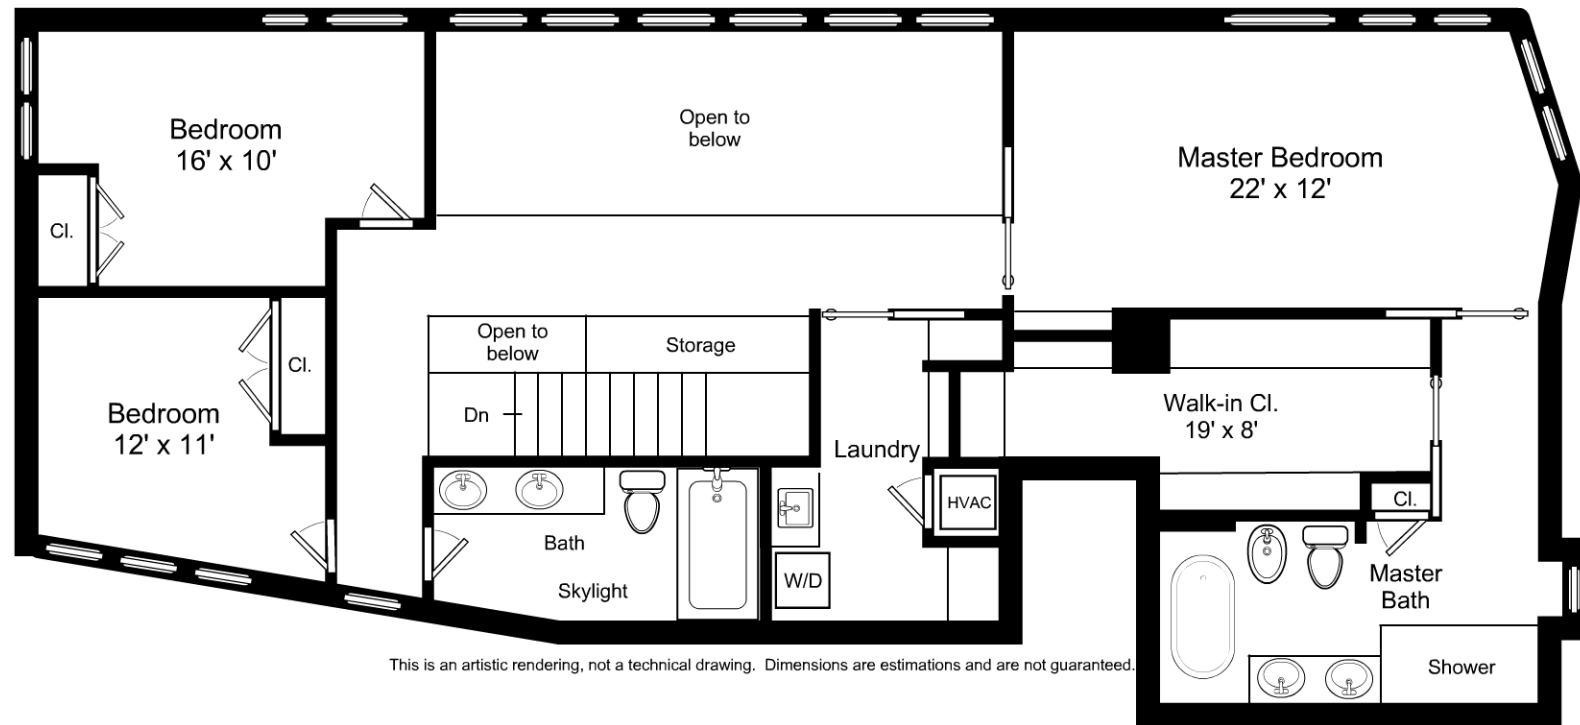 Bedroom
16' x 10'
Open to
below
Master Bedroom
22' x 12'
Cl.
Open to
below
Storage
Cl.
Bedroom
12' x 11'
Dn
Walk-in Cl.
19' x 8'
Laundry
HVAC
Cl.
Bath
Skylight
W/D
Master
Bath
Shower
This is an artistic rendering, not a technical drawing.  Dimensions are estimations and are not guaranteed.